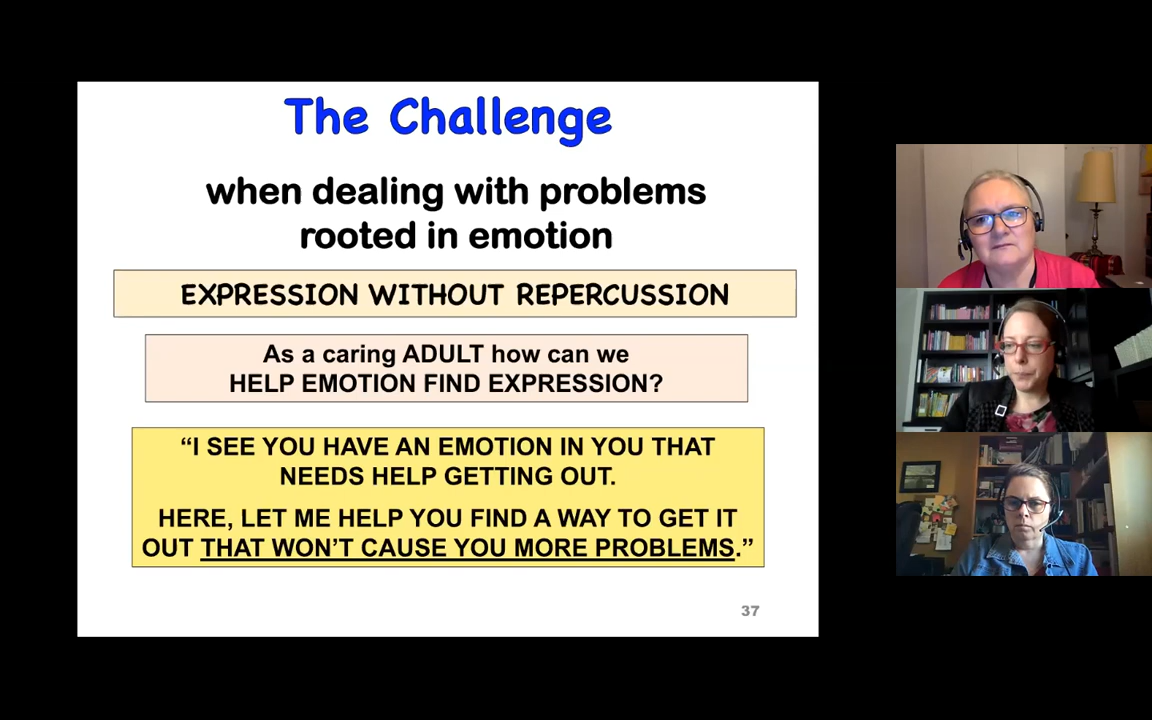 The Challenge
when dealing with problems
rooted in emotion
EXPRESSION WITHOUT REPERCUSSION
As a caring ADULT how can we
HELP EMOTION FIND EXPRESSION?
“I SEE YOU HAVE AN EMOTION IN YOU THAT
NEEDS HELP GETTING OUT.
HERE, LET ME HELP YOU FIND A WAY TO GET IT
OUT THAT WON’T CAUSE YOU MORE PROBLEMS.”
37